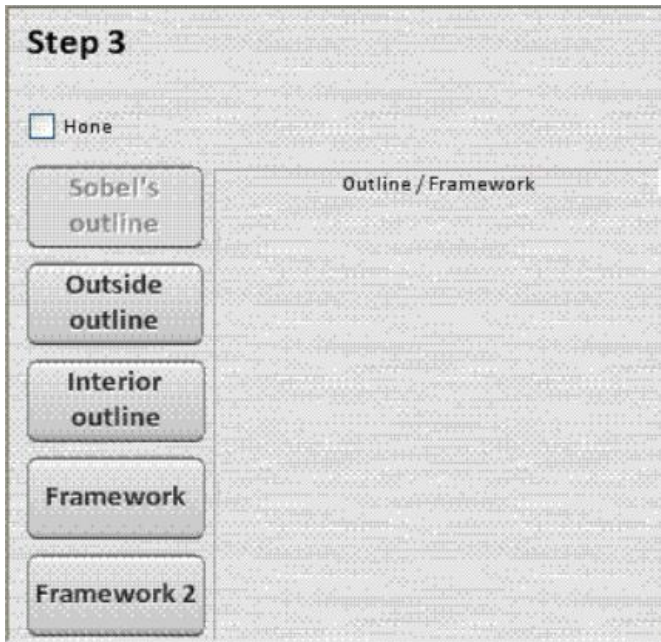 Step 3
Hone
Outline / Framework
Sobel's
outline
Outside
outline
Interior
outline
Framework
Framework 2